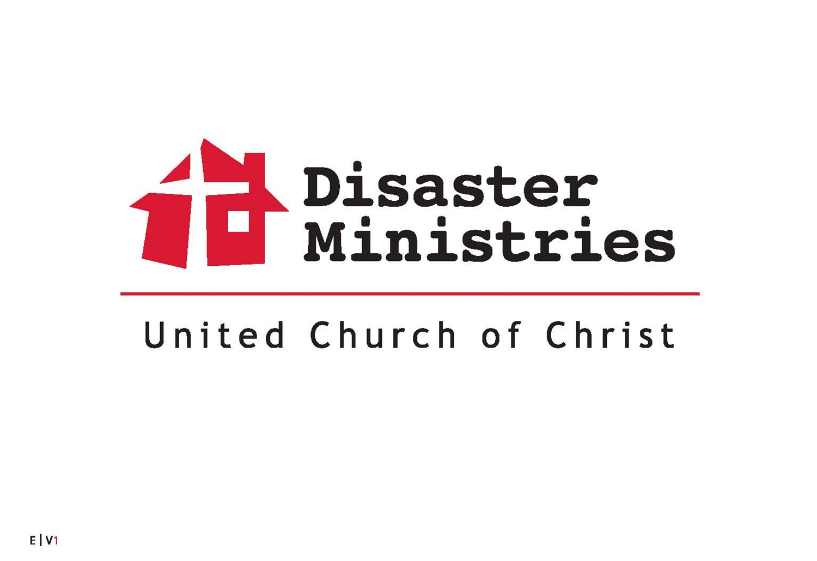 Disaster
Ministries
United Church of Christ
E|V1